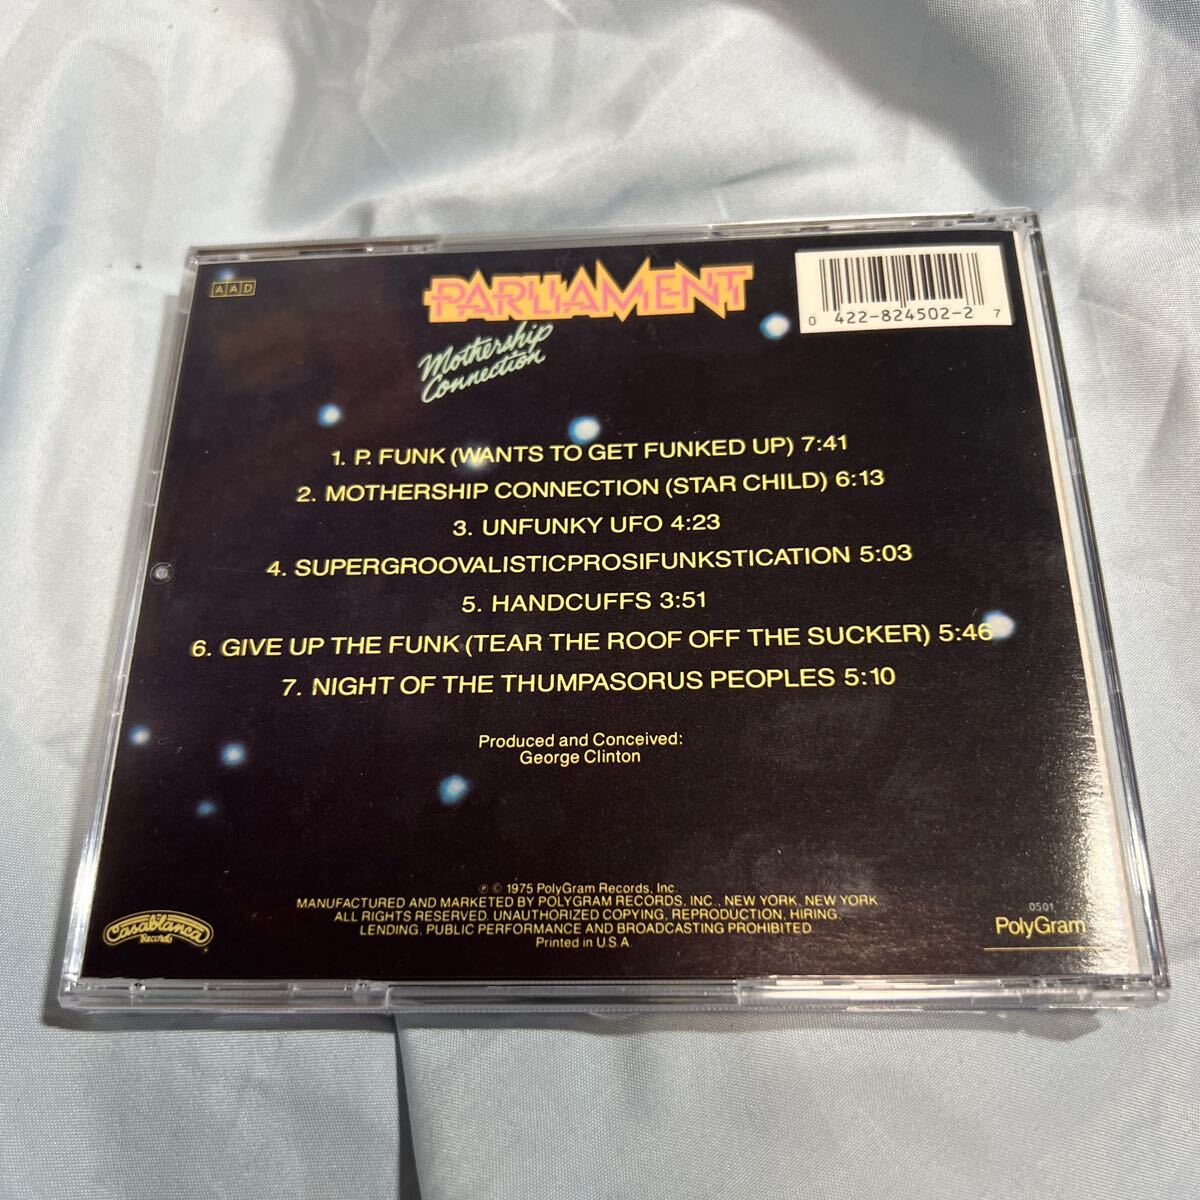 AAD
PARLIAMENT
Mothership
Connection
0 422-824502-2 7
1. P. FUNK (WANTS TO GET FUNKED UP) 7:41
2. MOTHERSHIP CONNECTION (STAR CHILD) 6:13
3. UNFUNKY UFO 4:23
4. SUPERGROOVALISTICPROSIFUNKSTICATION 5:03
5. HANDCUFFS 3:51
6. GIVE UP THE FUNK (TEAR THE ROOF OFF THE SUCKER) 5:46
7. NIGHT OF THE THUMPASORUS PEOPLES 5:10
Produced and Conceived:
George Clinton
℗ © 1975 PolyGram Records, Inc.
MANUFACTURED AND MARKETED BY POLYGRAM RECORDS, INC., NEW YORK, NEW YORK
ALL RIGHTS RESERVED. UNAUTHORIZED COPYING, REPRODUCTION, HIRING,
LENDING, PUBLIC PERFORMANCE AND BROADCASTING PROHIBITED.
Printed in U.S.A.
Casablanca
Records
0501
PolyGram